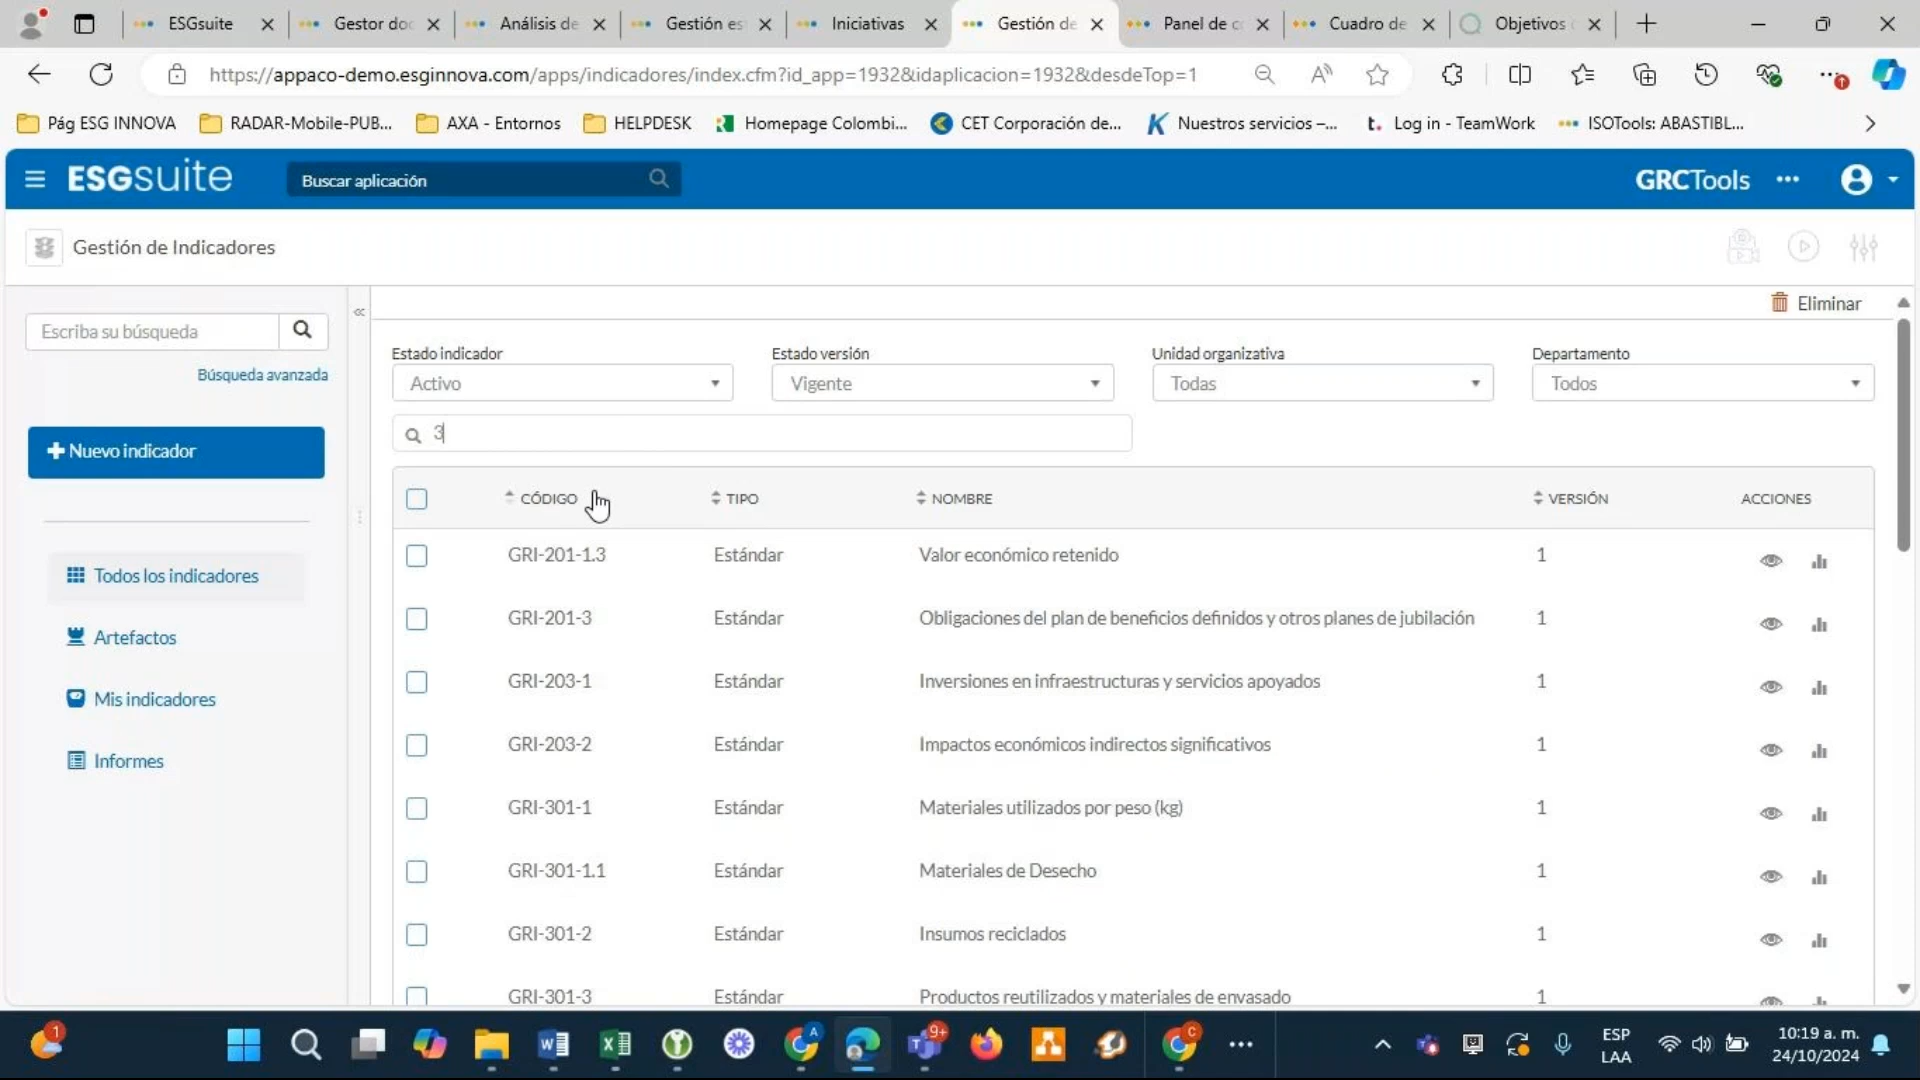 ESGsuite
Gestor doc
Análisis de
Gestión es
Iniciativas
Gestión de
Panel de c
Cuadro de
Objetivos
https://appaco-demo.esginnova.com/apps/indicadores/index.cfm?id_app=1932&idaplicacion=1932&desdeTop=1
Pág ESG INNOVA
RADAR-Mobile-PUB...
AXA - Entornos
HELPDESK
Homepage Colombi...
CET Corporación de...
Nuestros servicios –...
Log in - TeamWork
ISOTools: ABASTIBL...
ESGsuite
Buscar aplicación
GRCTools
Gestión de Indicadores
Escriba su búsqueda
Búsqueda avanzada
Nuevo indicador
Todos los indicadores
Artefactos
Mis indicadores
Informes
Eliminar
Estado indicador
Estado versión
Unidad organizativa
Departamento
Activo
Vigente
Todas
Todos
3
CÓDIGO TIPO NOMBRE VERSIÓN ACCIONES
GRI-201-1.3 Estándar Valor económico retenido 1
GRI-201-3 Estándar Obligaciones del plan de beneficios definidos y otros planes de jubilación 1
GRI-203-1 Estándar Inversiones en infraestructuras y servicios apoyados 1
GRI-203-2 Estándar Impactos económicos indirectos significativos 1
GRI-301-1 Estándar Materiales utilizados por peso (kg) 1
GRI-301-1.1 Estándar Materiales de Desecho 1
GRI-301-2 Estándar Insumos reciclados 1
GRI-301-3 Estándar Productos reutilizados y materiales de envasado 1
1
9+
ESP
LAA
10:19 a. m.
24/10/2024